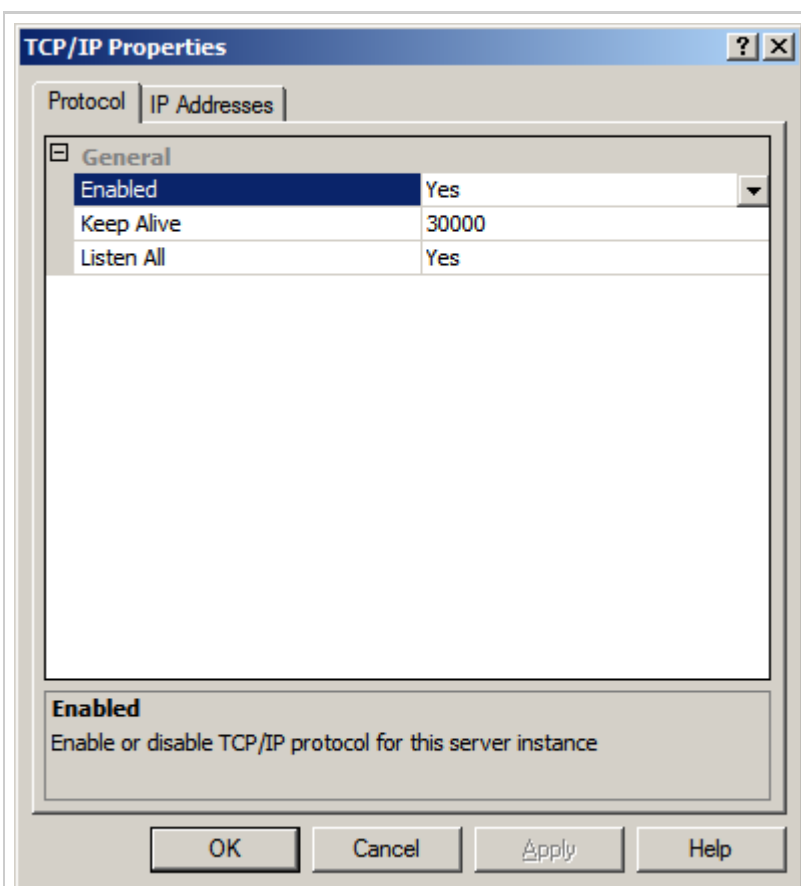 TCP/IP Properties
Protocol IP Addresses
General
Enabled Yes
Keep Alive 30000
Listen All Yes
Enabled
Enable or disable TCP/IP protocol for this server instance
OK Cancel Apply Help